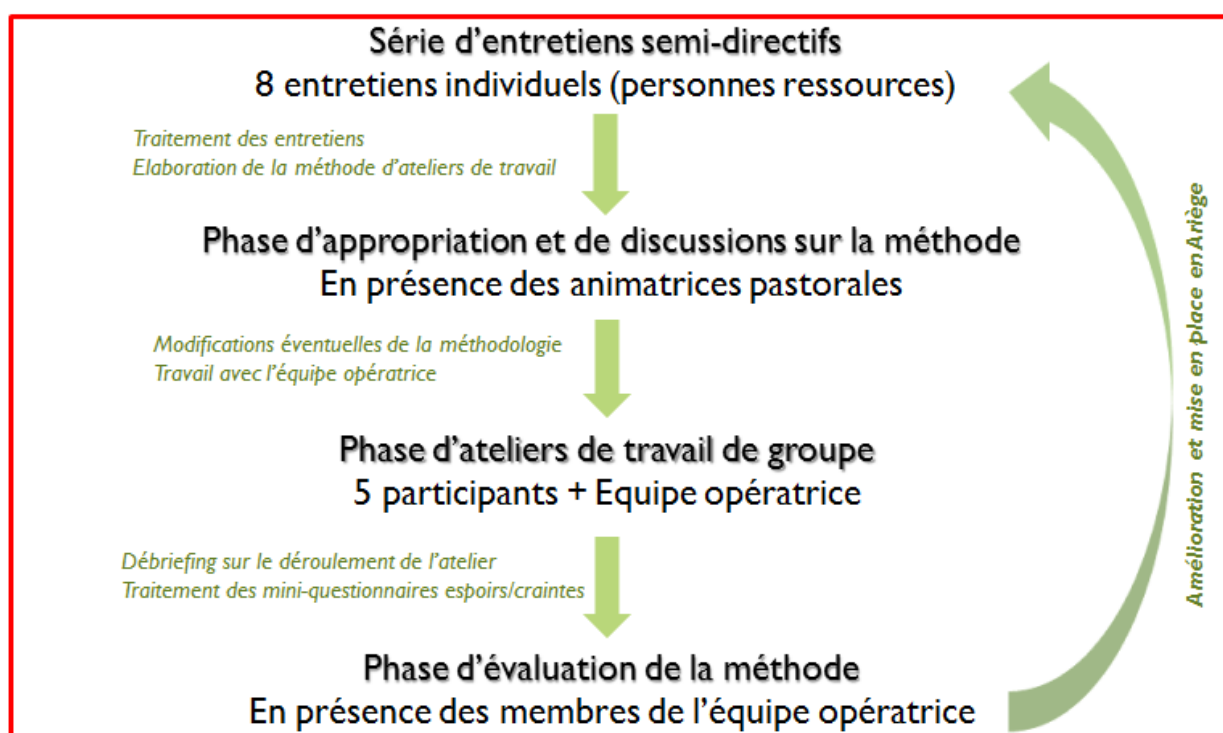 Série d'entretiens semi-directifs
8 entretiens individuels (personnes ressources)
Traitement des entretiens
Elaboration de la méthode d'ateliers de travail
Phase d'appropriation et de discussions sur la méthode
En présence des animatrices pastorales
Modifications éventuelles de la méthodologie
Travail avec l'équipe opératrice
Phase d'ateliers de travail de groupe
5 participants + Equipe opératrice
Débriefing sur le déroulement de l'atelier
Traitement des mini-questionnaires espoirs/craintes
Phase d'évaluation de la méthode
En présence des membres de l'équipe opératrice
Amélioration et mise en place en Ariège